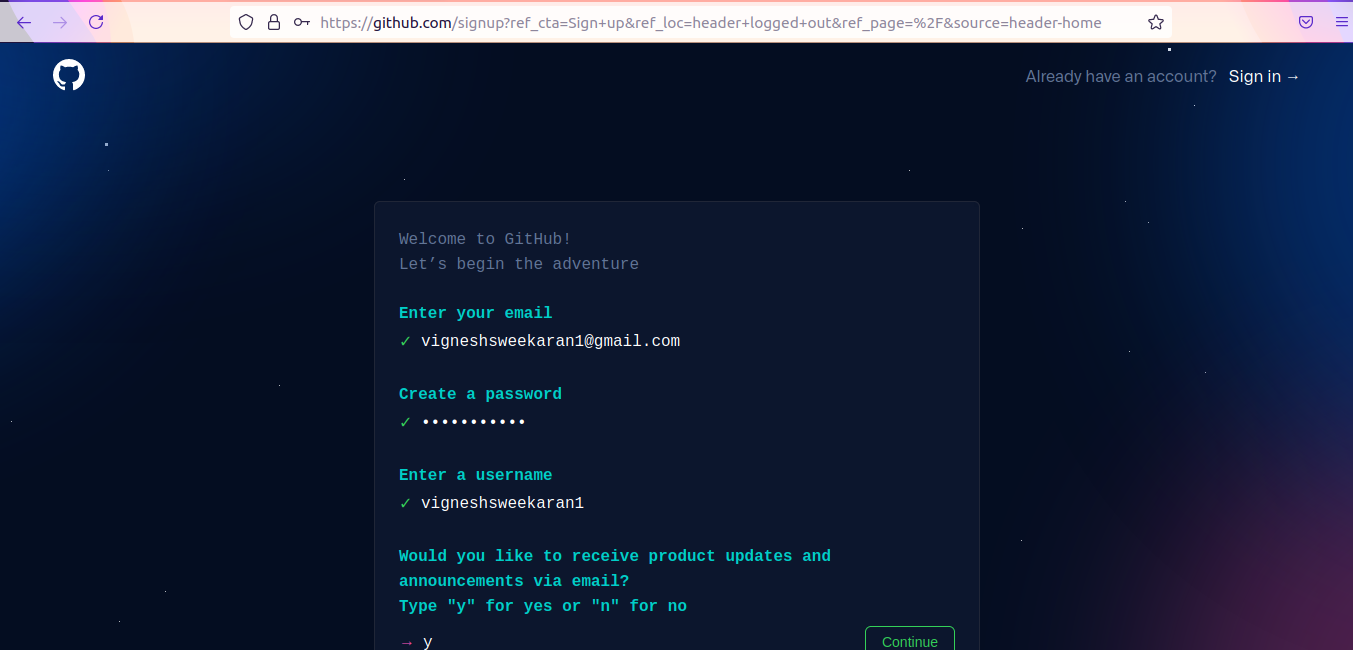 https://github.com/signup?ref_cta=Sign+up&ref_loc=header+logged+out&ref_page=%2F&source=header-home
Already have an account? Sign in →
Welcome to GitHub!
Let’s begin the adventure
Enter your email
✓ vigneshsweekaran1@gmail.com
Create a password
✓ •••••••••••
Enter a username
✓ vigneshsweekaran1
Would you like to receive product updates and
announcements via email?
Type "y" for yes or "n" for no
→ y Continue